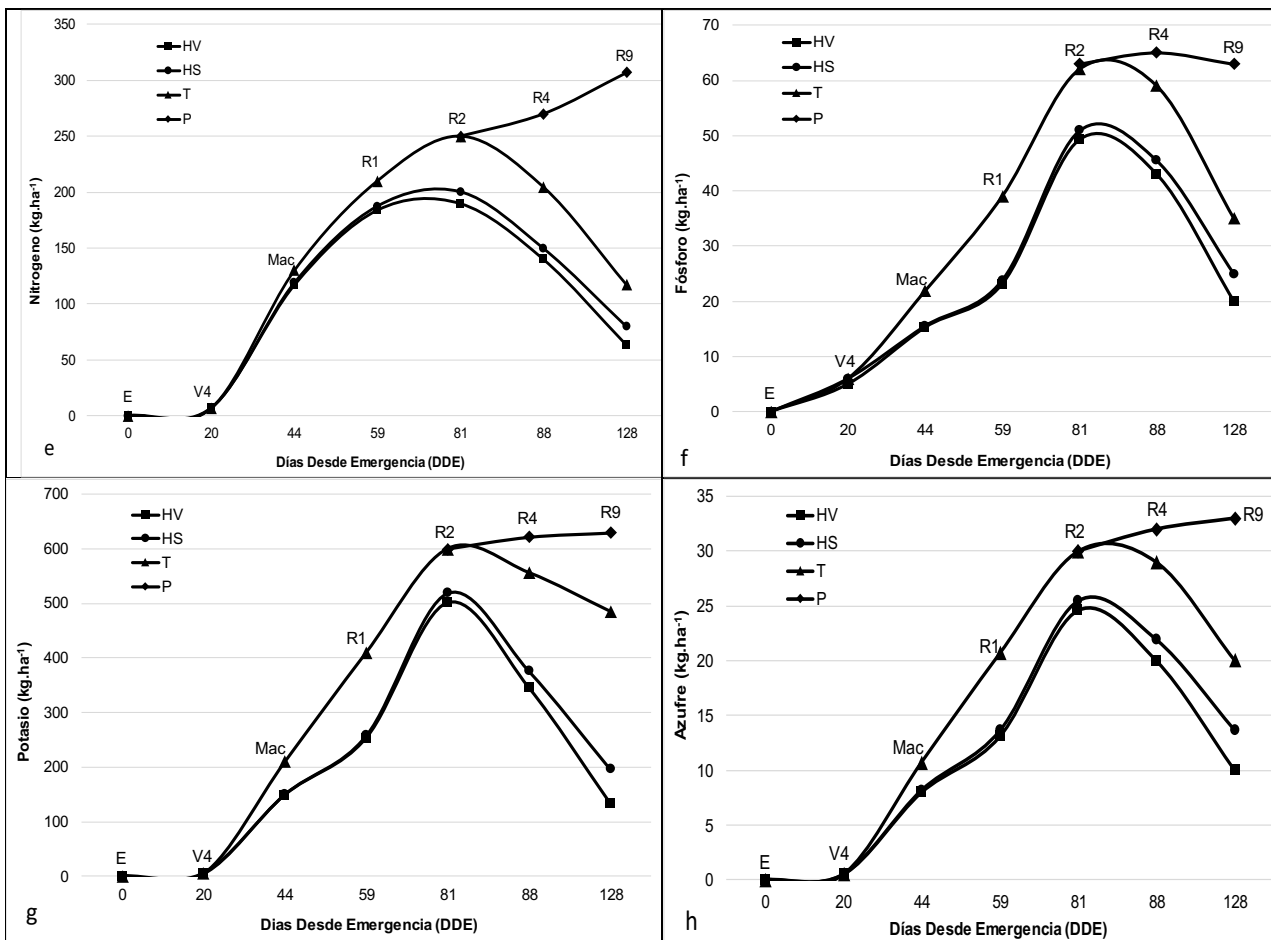 350
300
250
200
150
100
50
0
Nitrogeno (kg.ha⁻¹)
HV
HS
T
P
E
V4
Mac
R1
R2
R4
R9
0 20 44 59 81 88 128
Días Desde Emergencia (DDE)
e
70
60
50
40
30
20
10
0
Fósforo (kg.ha⁻¹)
HV
HS
T
P
E
V4
Mac
R1
R2
R4
R9
0 20 44 59 81 88 128
Días Desde Emergencia (DDE)
f
700
600
500
400
300
200
100
0
Potasio (kg.ha⁻¹)
HV
HS
T
P
E
V4
Mac
R1
R2
R4
R9
0 20 44 59 81 88 128
Días Desde Emergencia (DDE)
g
35
30
25
20
15
10
5
0
Azufre (kg.ha⁻¹)
HV
HS
T
P
E
V4
Mac
R1
R2
R4
R9
0 20 44 59 81 88 128
Días Desde Emergencia (DDE)
h